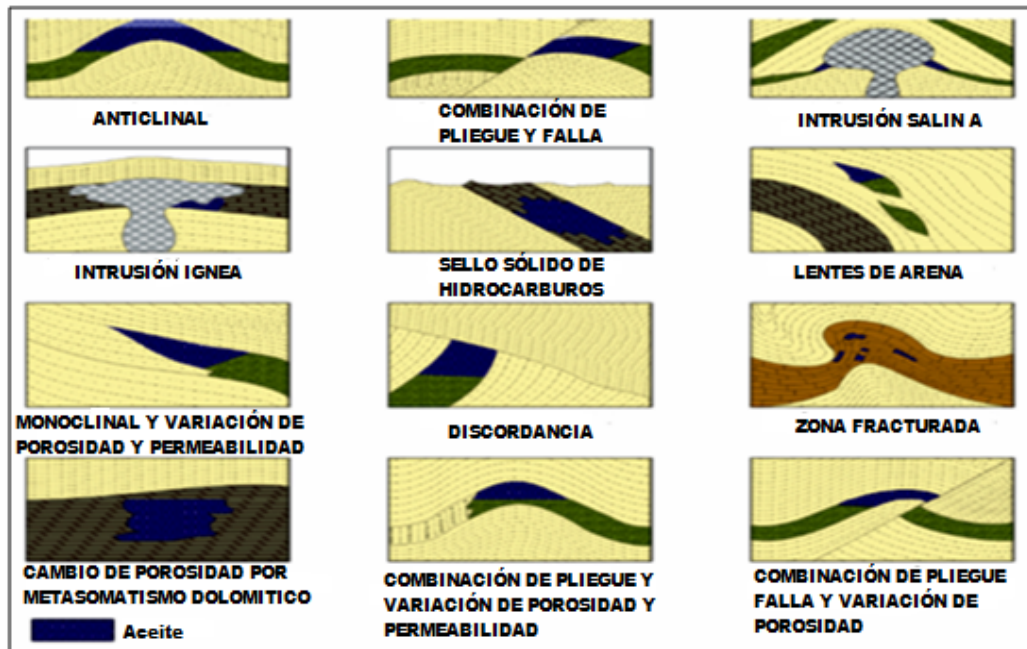 ANTICLINAL
COMBINACIÓN DE
PLIEGUE Y FALLA
INTRUSIÓN SALIN A
INTRUSIÓN IGNEA
SELLO SÓLIDO DE
HIDROCARBUROS
LENTES DE ARENA
MONOCLINAL Y VARIACIÓN DE
POROSIDAD Y PERMEABILIDAD
DISCORDANCIA
ZONA FRACTURADA
CAMBIO DE POROSIDAD POR
METASOMATISMO DOLOMITICO
COMBINACIÓN DE PLIEGUE Y
VARIACIÓN DE POROSIDAD Y
PERMEABILIDAD
COMBINACIÓN DE PLIEGUE
FALLA Y VARIACIÓN DE
POROSIDAD
Aceite